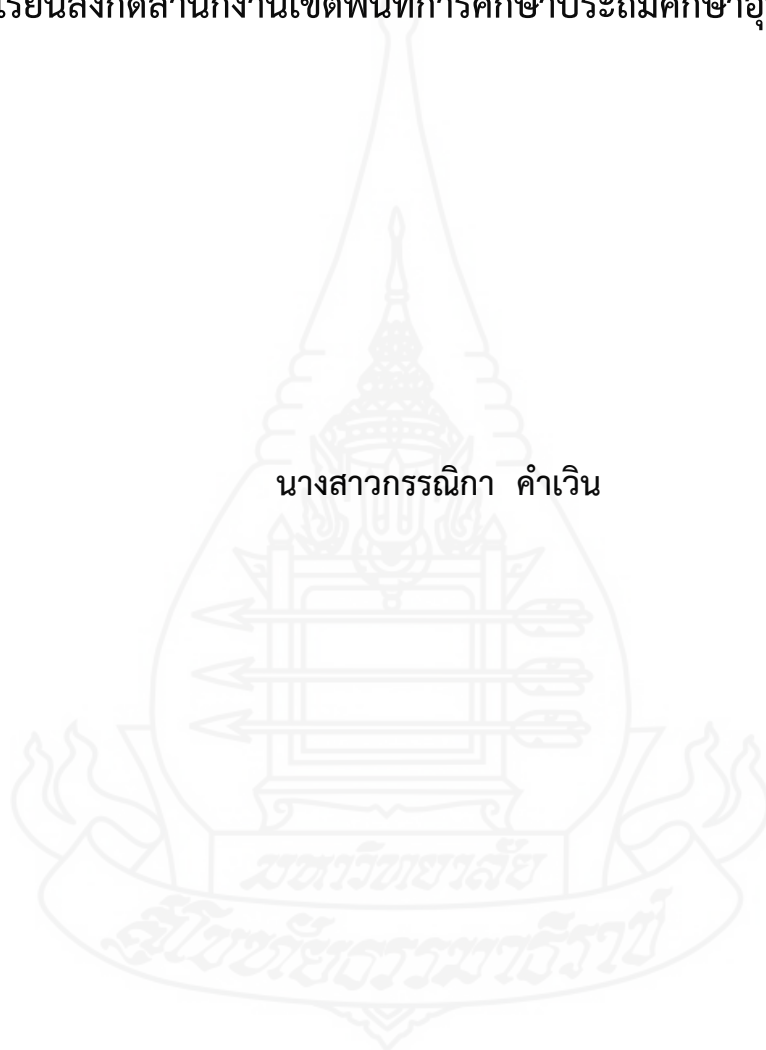 เรียนสังกัดสำนักงานเขตพื้นที่การศึกษาประถมศึกษาอุ
นางสาวกรรณิกา คำเวิน
มหาวิทยาลัย
สุโขทัยธรรมาธิราช